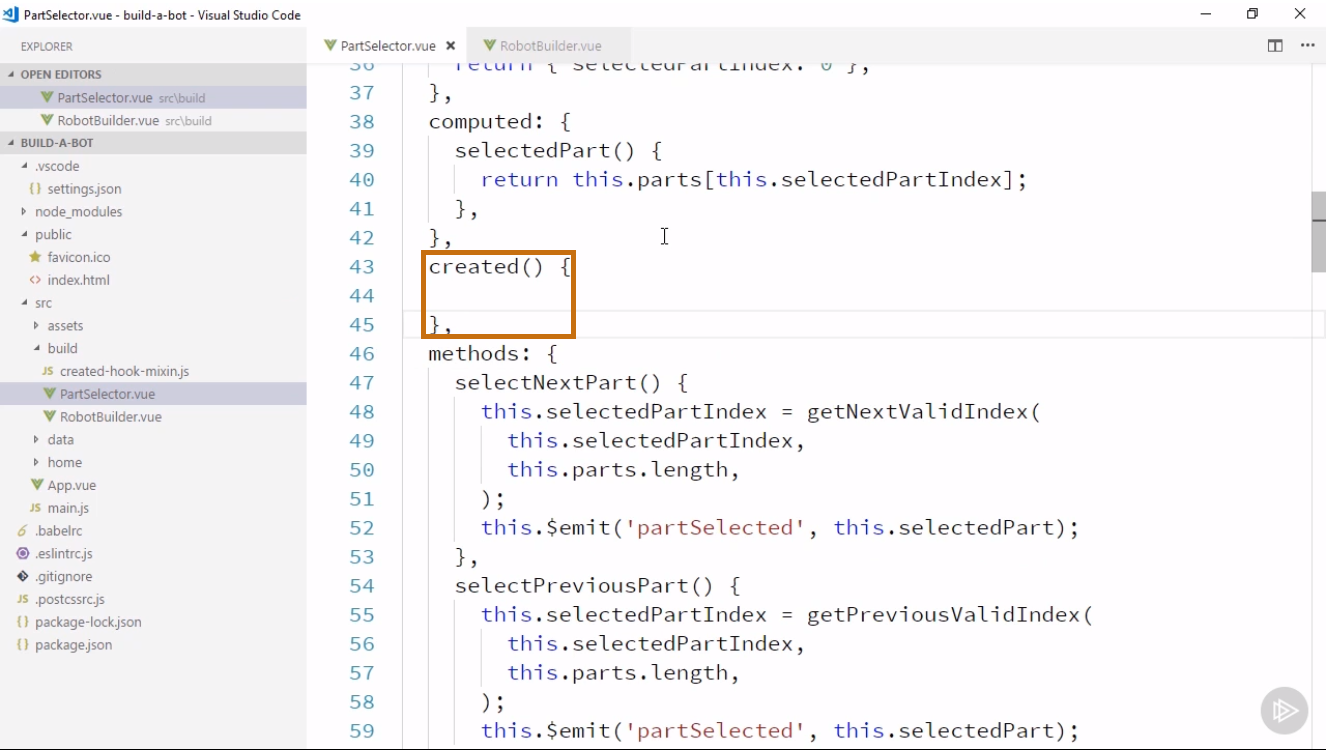 PartSelector.vue - build-a-bot - Visual Studio Code
EXPLORER
OPEN EDITORS
PartSelector.vue src\build
RobotBuilder.vue src\build
BUILD-A-BOT
.vscode
{} settings.json
node_modules
public
favicon.ico
<> index.html
src
assets
build
JS created-hook-mixin.js
PartSelector.vue
RobotBuilder.vue
data
home
App.vue
JS main.js
.babelrc
.eslintrc.js
.gitignore
JS .postcssrc.js
{} package-lock.json
{} package.json
PartSelector.vue RobotBuilder.vue
36 return { selectedPartIndex: 0 };
37 },
38 computed: {
39 selectedPart() {
40 return this.parts[this.selectedPartIndex];
41 },
42 },
43 created() {
44
45 },
46 methods: {
47 selectNextPart() {
48 this.selectedPartIndex = getNextValidIndex(
49 this.selectedPartIndex,
50 this.parts.length,
51 );
52 this.$emit('partSelected', this.selectedPart);
53 },
54 selectPreviousPart() {
55 this.selectedPartIndex = getPreviousValidIndex(
56 this.selectedPartIndex,
57 this.parts.length,
58 );
59 this.$emit('partSelected', this.selectedPart);